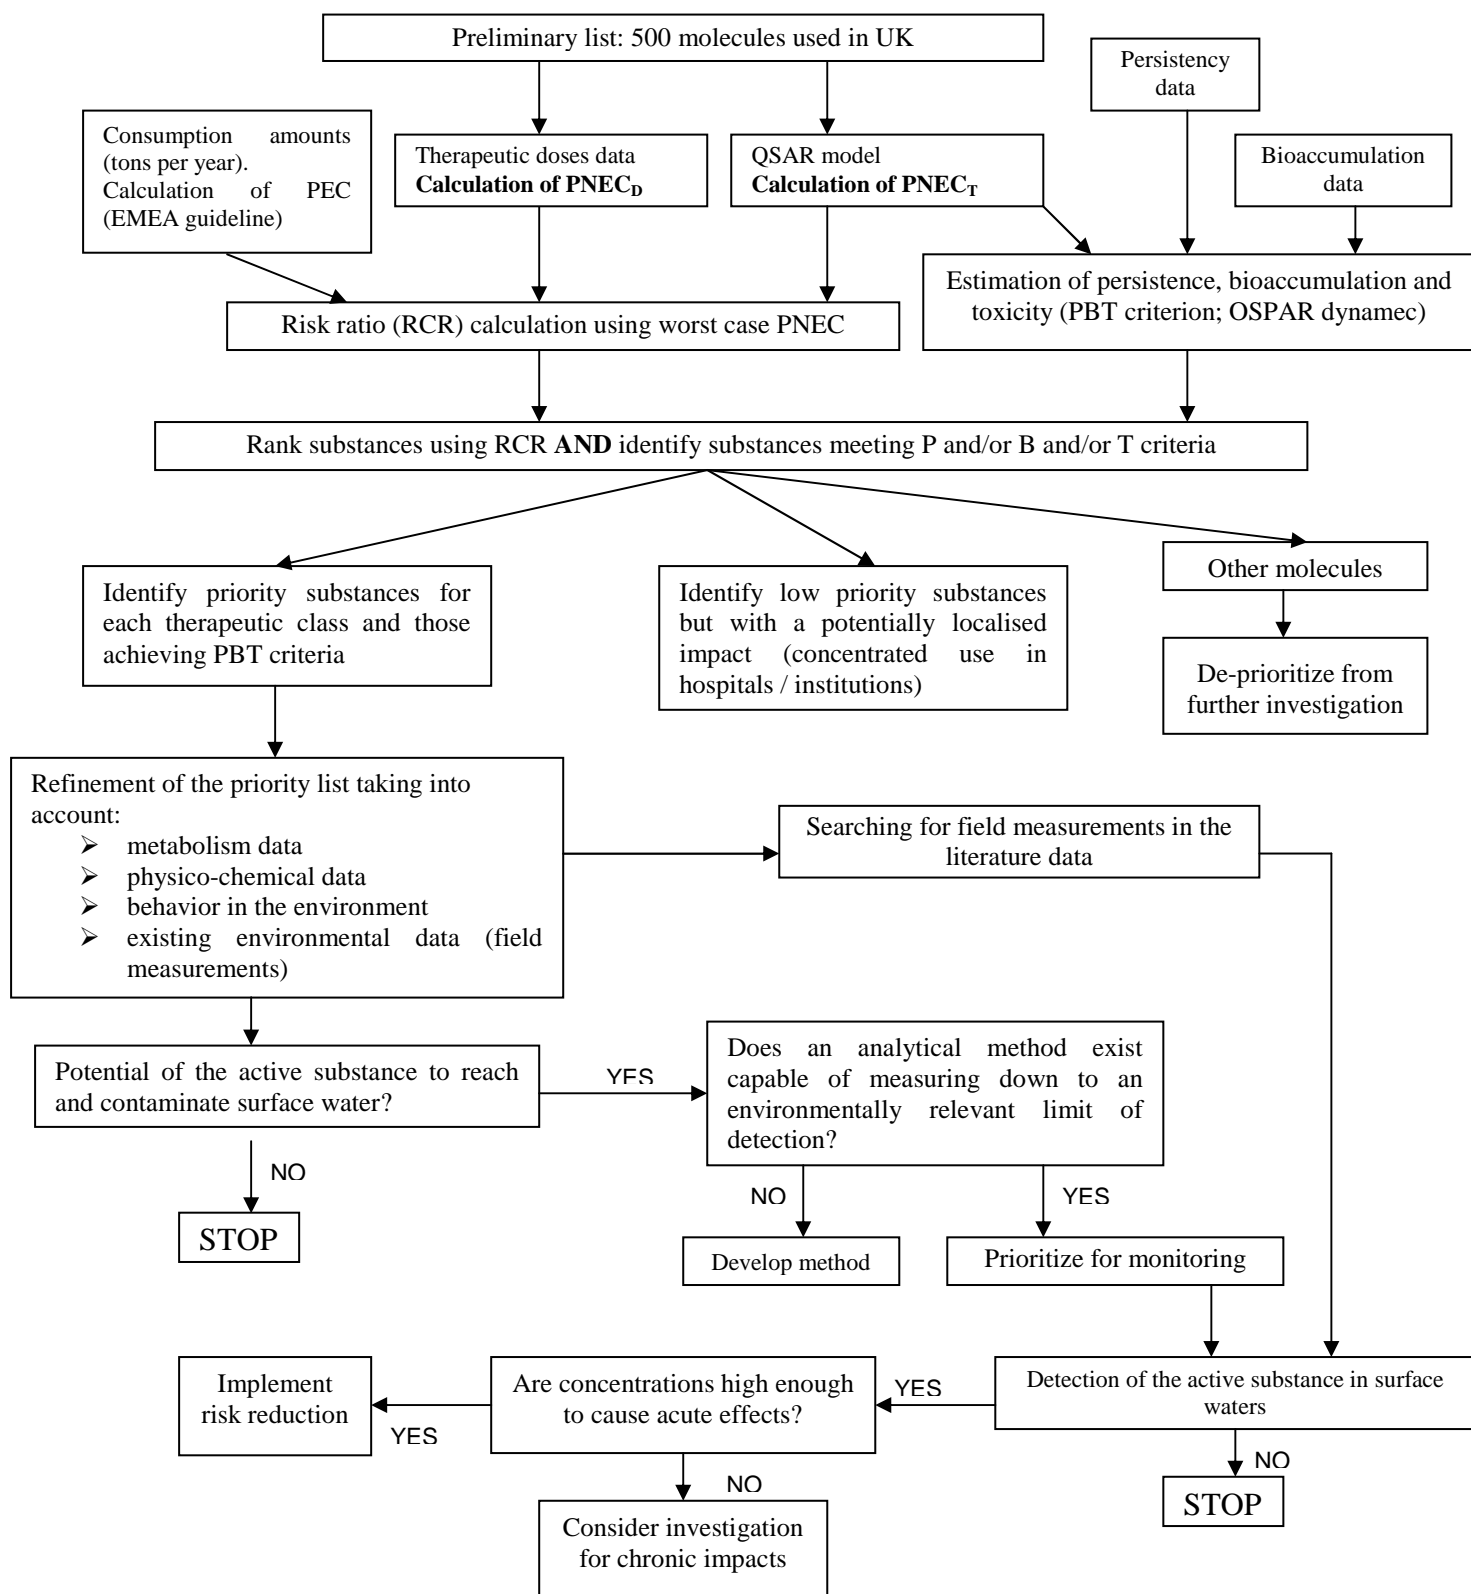 Preliminary list: 500 molecules used in UK
Persistency
data
Consumption amounts
(tons per year).
Calculation of PEC
(EMEA guideline)
Therapeutic doses data
Calculation of PNECD
QSAR model
Calculation of PNECT
Bioaccumulation
data
Estimation of persistence, bioaccumulation and
toxicity (PBT criterion; OSPAR dynamec)
Risk ratio (RCR) calculation using worst case PNEC
Rank substances using RCR AND identify substances meeting P and/or B and/or T criteria
Identify priority substances for
each therapeutic class and those
achieving PBT criteria
Identify low priority substances
but with a potentially localised
impact (concentrated use in
hospitals / institutions)
Other molecules
De-prioritize from
further investigation
Refinement of the priority list taking into
account:
➢ metabolism data
➢ physico-chemical data
➢ behavior in the environment
➢ existing environmental data (field
measurements)
Searching for field measurements in the
literature data
Potential of the active substance to reach
and contaminate surface water?
YES
Does an analytical method exist
capable of measuring down to an
environmentally relevant limit of
detection?
NO
STOP
NO
YES
Develop method
Prioritize for monitoring
Implement
risk reduction
YES
Are concentrations high enough
to cause acute effects?
YES
Detection of the active substance in surface
waters
NO
STOP
NO
Consider investigation
for chronic impacts